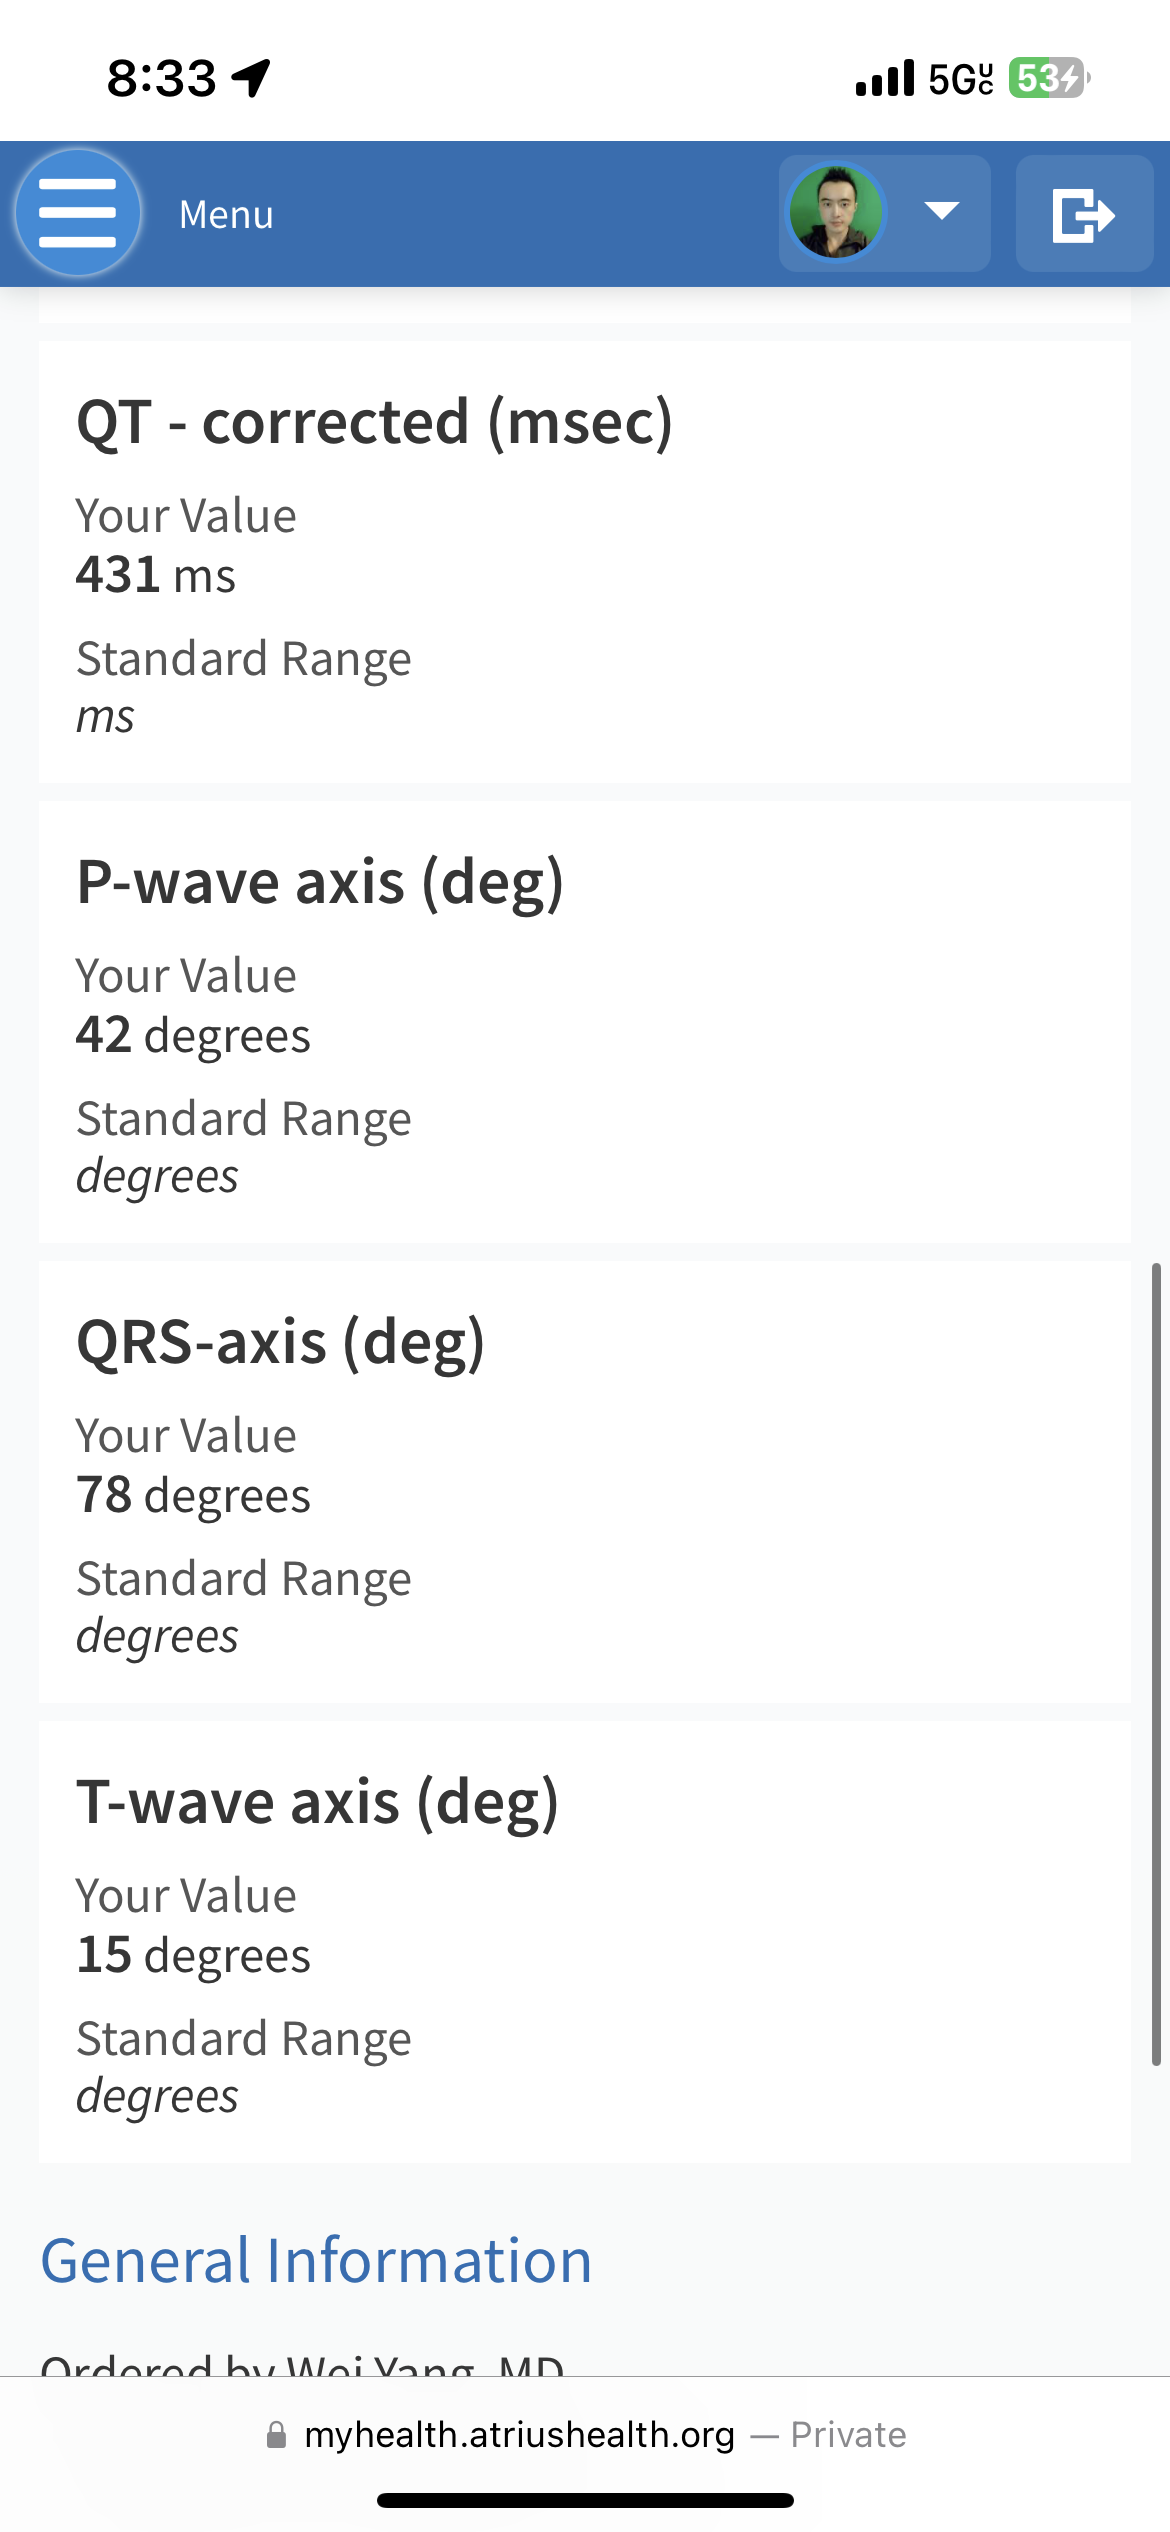 8:33
5GUC 53
Menu
QT - corrected (msec)
Your Value
431 ms
Standard Range
ms
P-wave axis (deg)
Your Value
42 degrees
Standard Range
degrees
QRS-axis (deg)
Your Value
78 degrees
Standard Range
degrees
T-wave axis (deg)
Your Value
15 degrees
Standard Range
degrees
General Information
Ordered by Wei Yang, MD
myhealth.atriushealth.org — Private